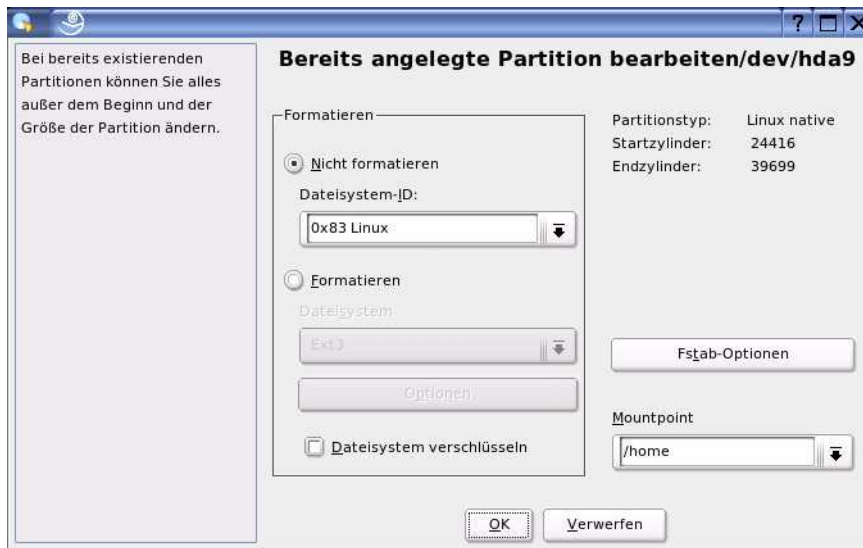 Bei bereits existierenden
Partitionen können Sie alles
außer dem Beginn und der
Größe der Partition ändern.
Bereits angelegte Partition bearbeiten/dev/hda9
Formatieren
Nicht formatieren
Dateisystem-ID:
0x83 Linux
Formatieren
Dateisystem
Ext3
Optionen
Dateisystem verschlüsseln
Partitionstyp: Linux native
Startzylinder: 24416
Endzylinder: 39699
Fstab-Optionen
Mountpoint
/home
OK
Verwerfen